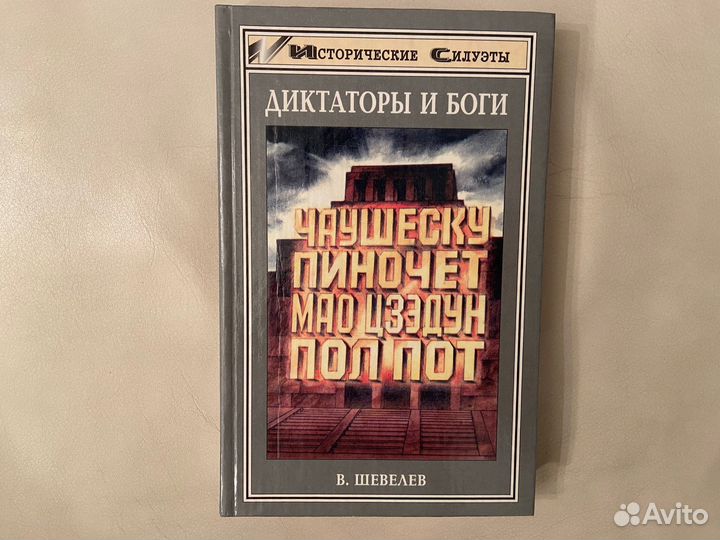 Исторические Силуэты
ДИКТАТОРЫ И БОГИ
ЧАУШЕСКУ
ПИНОЧЕТ
МАО ЦЗЭДУН
ПОЛ ПОТ
В. ШЕВЕЛЕВ
Avito